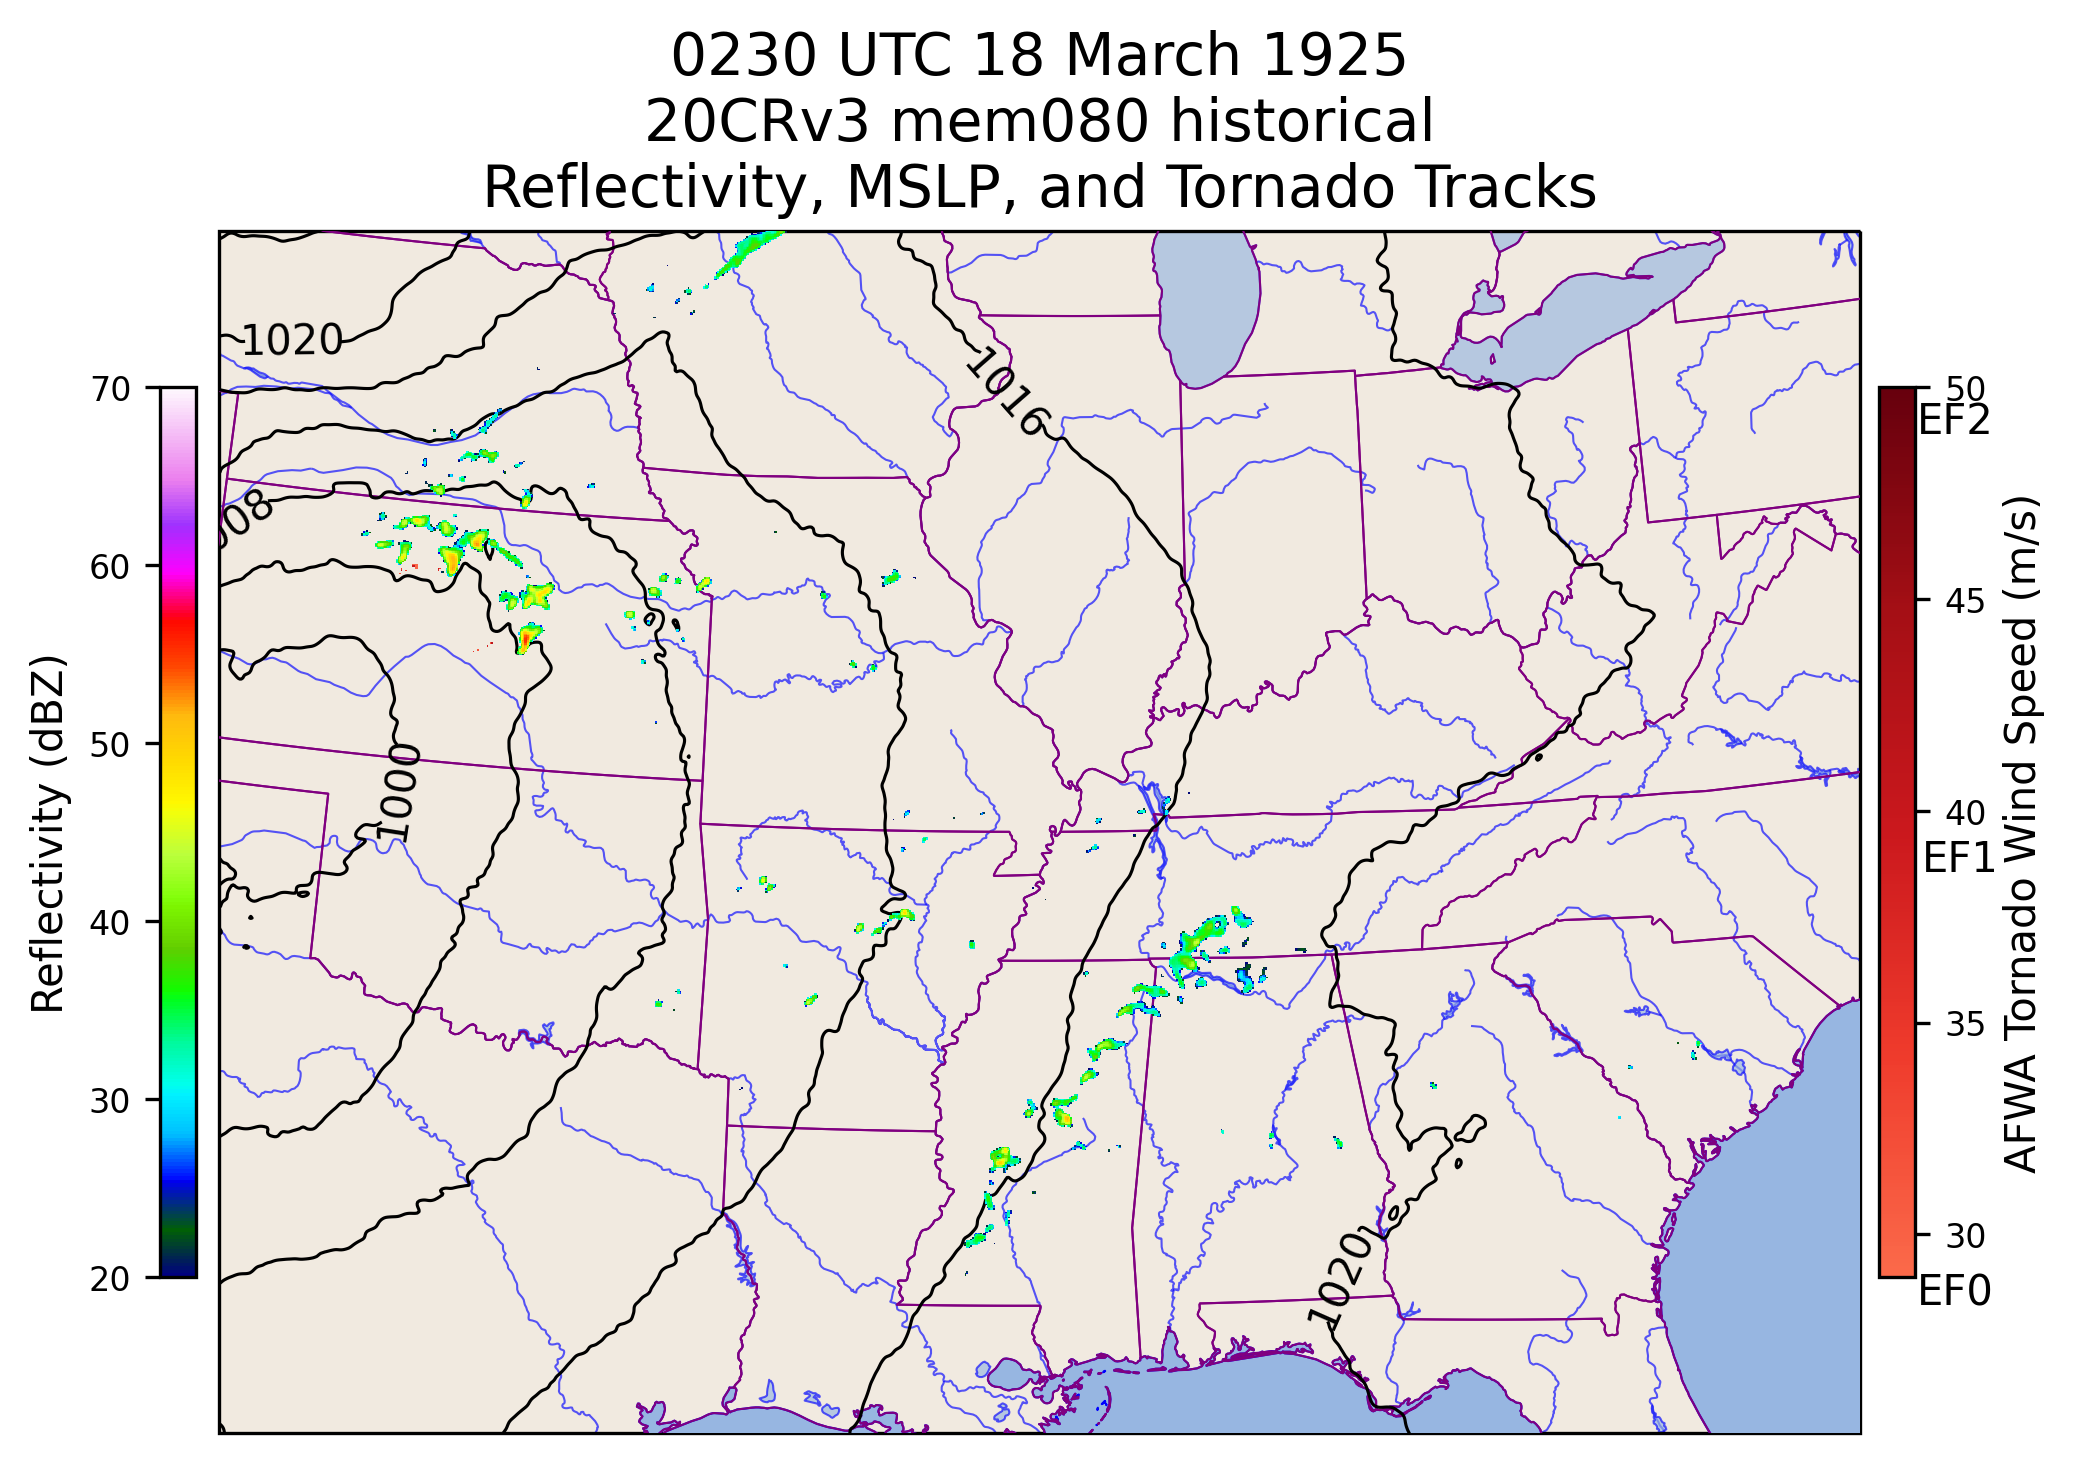 0230 UTC 18 March 1925
20CRv3 mem080 historical
Reflectivity, MSLP, and Tornado Tracks
Reflectivity (dBZ)
70
60
50
40
30
20
1020
1016
08
1000
1020
50
EF2
45
40
EF1
35
30
EF0
AFWA Tornado Wind Speed (m/s)